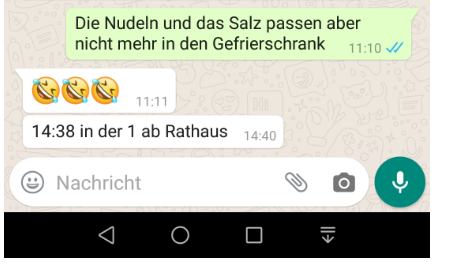 Die Nudeln und das Salz passen aber
nicht mehr in den Gefrierschrank 11:10
🤣🤣🤣 11:11
14:38 in der 1 ab Rathaus 14:40
Nachricht